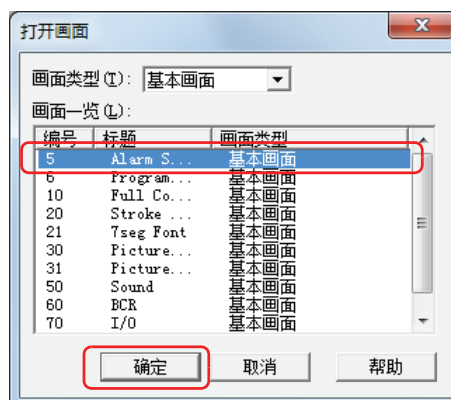 打开画面
画面类型(T): 基本画面
画面一览(L):
编号 标题 画面类型
5 Alarm S... 基本画面
6 Program... 基本画面
10 Full Co... 基本画面
20 Stroke ... 基本画面
21 7seg Font 基本画面
30 Picture... 基本画面
31 Picture... 基本画面
50 Sound 基本画面
60 BCR 基本画面
70 I/O 基本画面
确定 取消 帮助